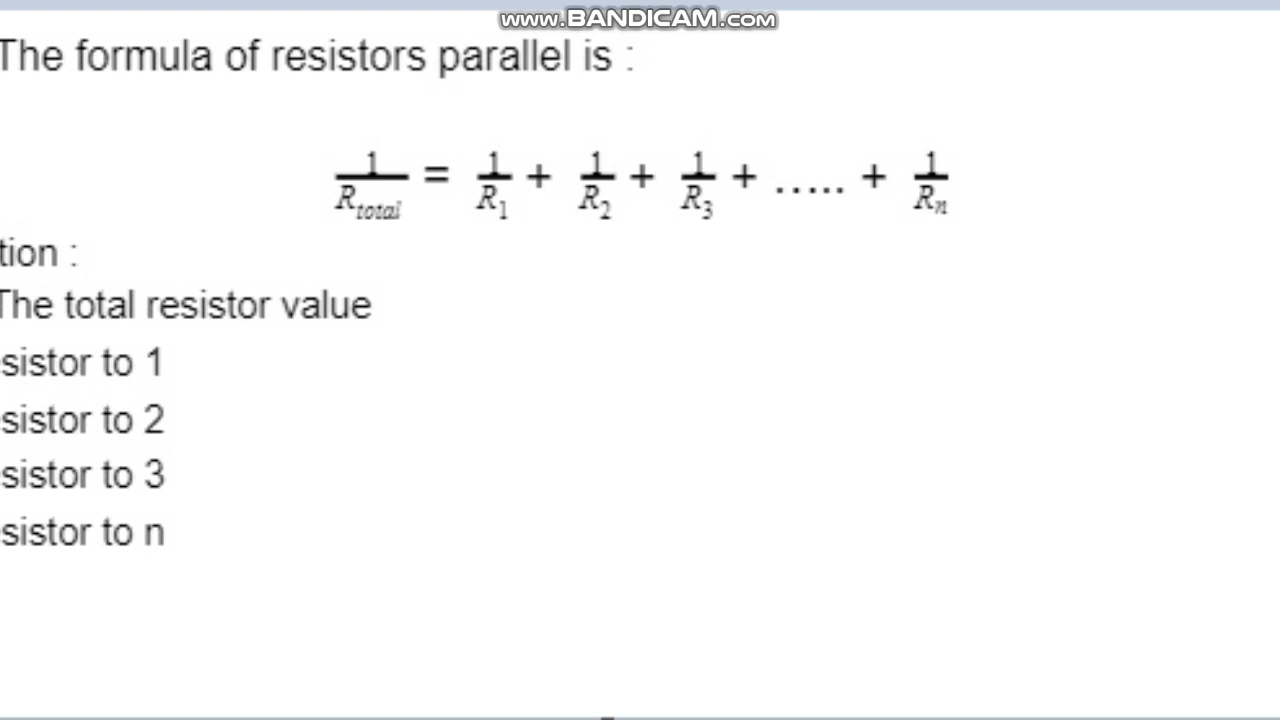 www.BANDICAM.com
The formula of resistors parallel is :
1/R_total = 1/R_1 + 1/R_2 + 1/R_3 + ..... + 1/R_n
tion :
The total resistor value
sistor to 1
sistor to 2
sistor to 3
sistor to n